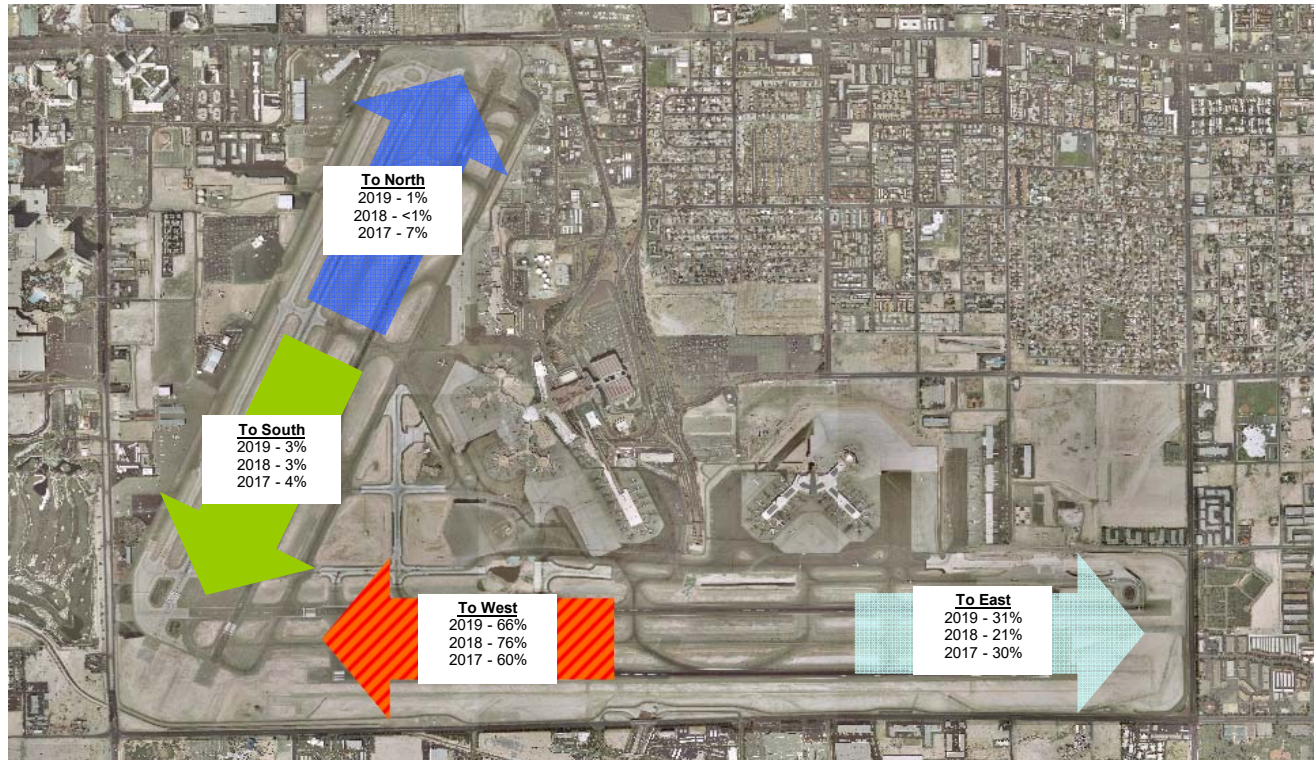 To North
2019 - 1%
2018 - <1%
2017 - 7%
To South
2019 - 3%
2018 - 3%
2017 - 4%
To West
2019 - 66%
2018 - 76%
2017 - 60%
To East
2019 - 31%
2018 - 21%
2017 - 30%